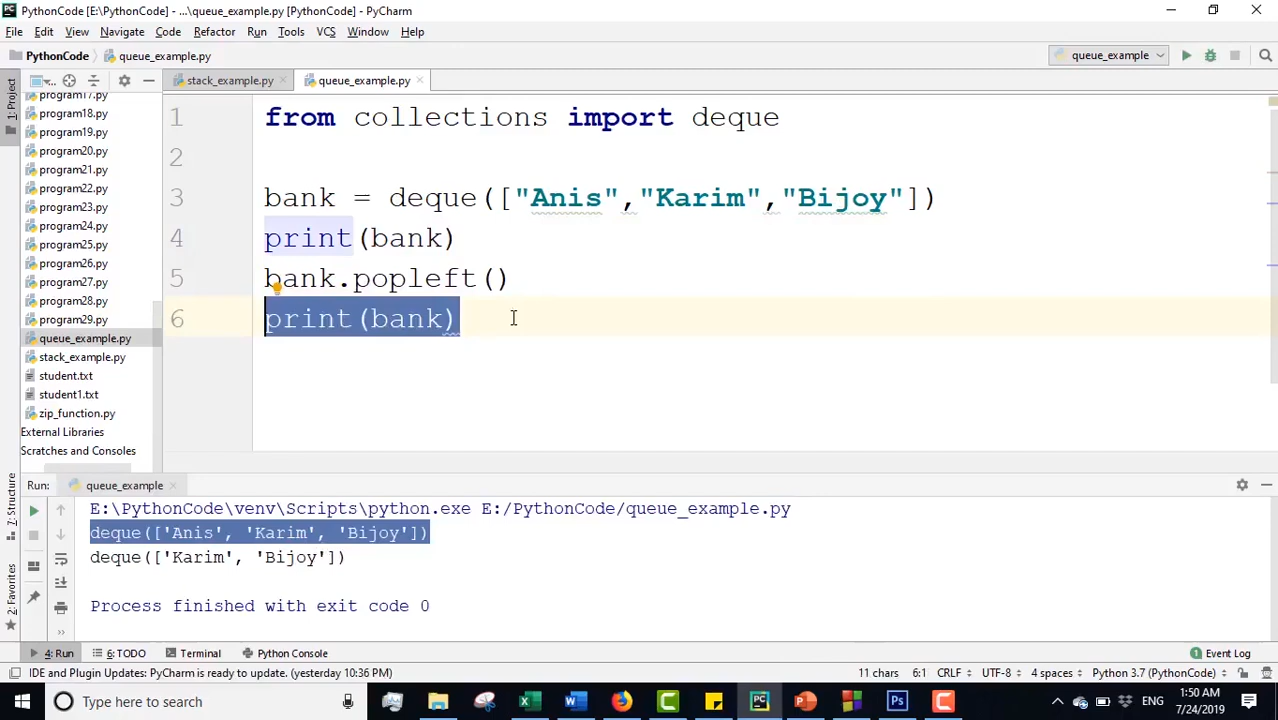 PythonCode [E:\PythonCode] - ...\queue_example.py [PythonCode] - PyCharm
File Edit View Navigate Code Refactor Run Tools VCS Window Help
PythonCode queue_example.py queue_example
1: Project
stack_example.py queue_example.py
program17.py
program18.py
program19.py
program20.py
program21.py
program22.py
program23.py
program24.py
program25.py
program26.py
program27.py
program28.py
program29.py
queue_example.py
stack_example.py
student.txt
student1.txt
zip_function.py
External Libraries
Scratches and Consoles
1 from collections import deque
2
3 bank = deque(["Anis","Karim","Bijoy"])
4 print(bank)
5 bank.popleft()
6 print(bank)
7: Structure
2: Favorites
Run: queue_example
E:\PythonCode\venv\Scripts\python.exe E:/PythonCode/queue_example.py
deque(['Anis', 'Karim', 'Bijoy'])
deque(['Karim', 'Bijoy'])
Process finished with exit code 0
4: Run 6: TODO Terminal Python Console 1 Event Log
IDE and Plugin Updates: PyCharm is ready to update. (yesterday 10:36 PM) 11 chars 6:1 CRLF UTF-8 4 spaces Python 3.7 (PythonCode)
Type here to search ENG 1:50 AM
7/24/2019